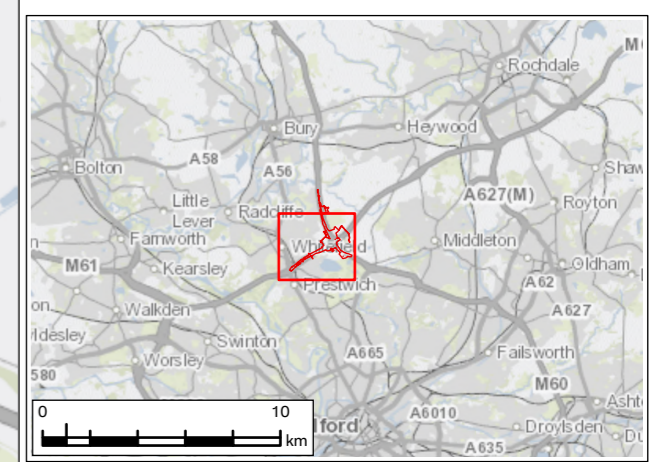 Rochdale
Bury
Heywood
Bolton
A58
A56
A627(M)
Little
Lever
Radcliffe
Royton
Farnworth
Whitefield
Middleton
M61
Kearsley
Oldham
A62
Prestwich
Walkden
A627
Swinton
A665
Failsworth
Worsley
M60
0
10
km
A6010
Droylsden
A635